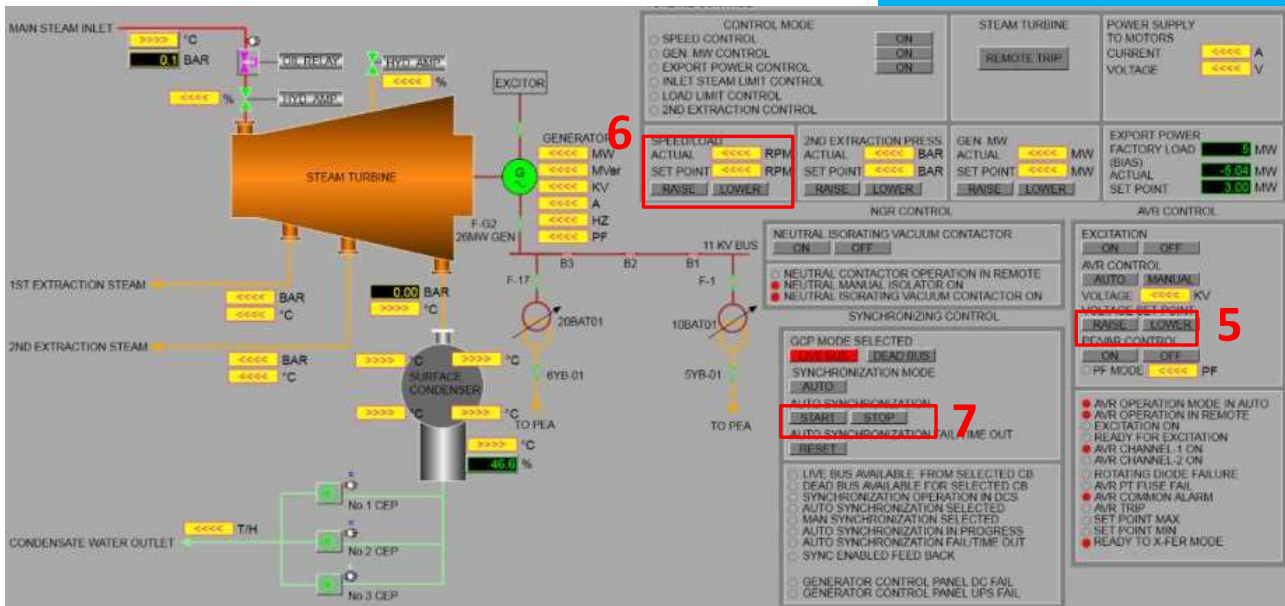 MAIN STEAM INLET
>>>> °C
0.1 BAR
OIL RELAY
HYD. AMP
<<<< %
HYD. AMP
<<<< %
EXCITOR
STEAM TURBINE
GENERATOR
<<<< MW
<<<< MVar
<<<< KV
<<<< A
<<<< HZ
<<<< PF
G
F-G2
26MW GEN
11 KV BUS
B3 B2 B1
F-17
F-1
20BAT01
10BAT01
6YB-01
5YB-01
TO PEA
TO PEA
1ST EXTRACTION STEAM
<<<< BAR
<<<< °C
2ND EXTRACTION STEAM
<<<< BAR
<<<< °C
0.00 BAR
>>>> °C
>>>> °C >>>> °C
SURFACE
CONDENSER
>>>> °C >>>> °C
>>>> °C
46.6 %
No 1 CEP
No 2 CEP
No 3 CEP
<<<< T/H
CONDENSATE WATER OUTLET
CONTROL MODE
SPEED CONTROL ON
GEN. MW CONTROL ON
EXPORT POWER CONTROL ON
INLET STEAM LIMIT CONTROL
LOAD LIMIT CONTROL
2ND EXTRACTION CONTROL
STEAM TURBINE
REMOTE TRIP
POWER SUPPLY
TO MOTORS
CURRENT <<<< A
VOLTAGE <<<< V
6
SPEED/LOAD
ACTUAL <<<< RPM
SET POINT <<<< RPM
RAISE LOWER
2ND EXTRACTION PRESS
ACTUAL <<<< BAR
SET POINT <<<< BAR
RAISE LOWER
GEN. MW
ACTUAL <<<< MW
SET POINT <<<< MW
RAISE LOWER
EXPORT POWER
FACTORY LOAD 5 MW
(BIAS)
ACTUAL -5.04 MW
SET POINT 3.00 MW
NGR CONTROL
NEUTRAL ISORATING VACUUM CONTACTOR
ON OFF
NEUTRAL CONTACTOR OPERATION IN REMOTE
NEUTRAL MANUAL ISOLATOR ON
NEUTRAL ISORATING VACUUM CONTACTOR ON
SYNCHRONIZING CONTROL
GCP MODE SELECTED
LIVE BUS DEAD BUS
SYNCHRONIZATION MODE
AUTO
AUTO SYNCHRONIZATION
START STOP
7
AUTO SYNCHRONIZATION FAIL/TIME OUT
RESET
LIVE BUS AVAILABLE FROM SELECTED CB
DEAD BUS AVAILABLE FOR SELECTED CB
SYNCHRONIZATION OPERATION IN DCS
AUTO SYNCHRONIZATION SELECTED
MAN SYNCHRONIZATION SELECTED
AUTO SYNCHRONIZATION IN PROGRESS
AUTO SYNCHRONIZATION FAIL/TIME OUT
SYNC ENABLED FEED BACK
GENERATOR CONTROL PANEL DC FAIL
GENERATOR CONTROL PANEL UPS FAIL
AVR CONTROL
EXCITATION
ON OFF
AVR CONTROL
AUTO MANUAL
VOLTAGE <<<< KV
VOLTAGE SET POINT
RAISE LOWER
5
PF/VAR CONTROL
ON OFF
PF MODE <<<< PF
AVR OPERATION MODE IN AUTO
AVR OPERATION IN REMOTE
EXCITATION ON
READY FOR EXCITATION
AVR CHANNEL-1 ON
AVR CHANNEL-2 ON
ROTATING DIODE FAILURE
AVR PT FUSE FAIL
AVR COMMON ALARM
AVR TRIP
SET POINT MAX
SET POINT MIN
READY TO X-FER MODE